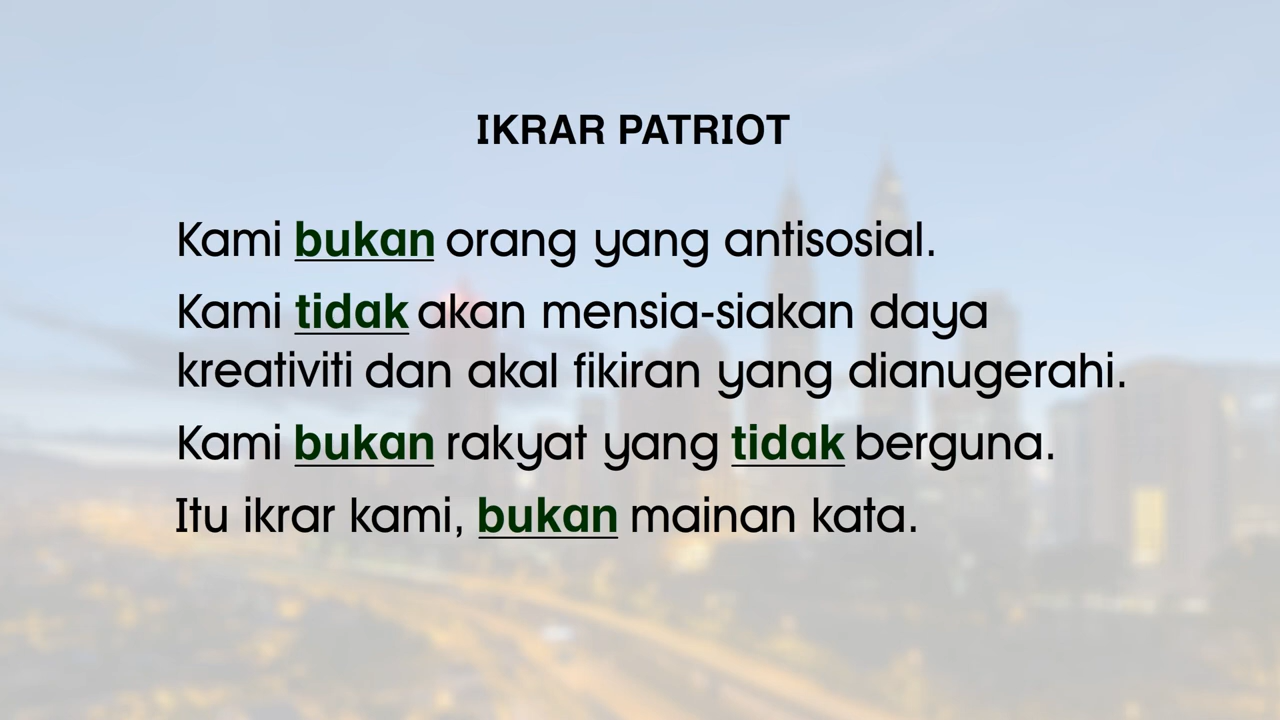 IKRAR PATRIOT
Kami bukan orang yang antisosial.
Kami tidak akan mensia-siakan daya
kreativiti dan akal fikiran yang dianugerahi.
Kami bukan rakyat yang tidak berguna.
Itu ikrar kami, bukan mainan kata.